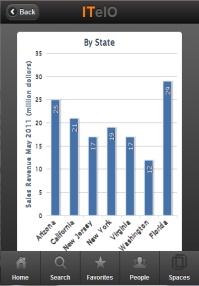 Back
ITelO
By State
Sales Revenue May 2011 (million dollars)
35
30
25
20
15
10
5
0
25
21
17
19
17
12
29
Arizona
California
New Jersey
New York
Virginia
Washington
Florida
Home
Search
Favorites
People
Spaces